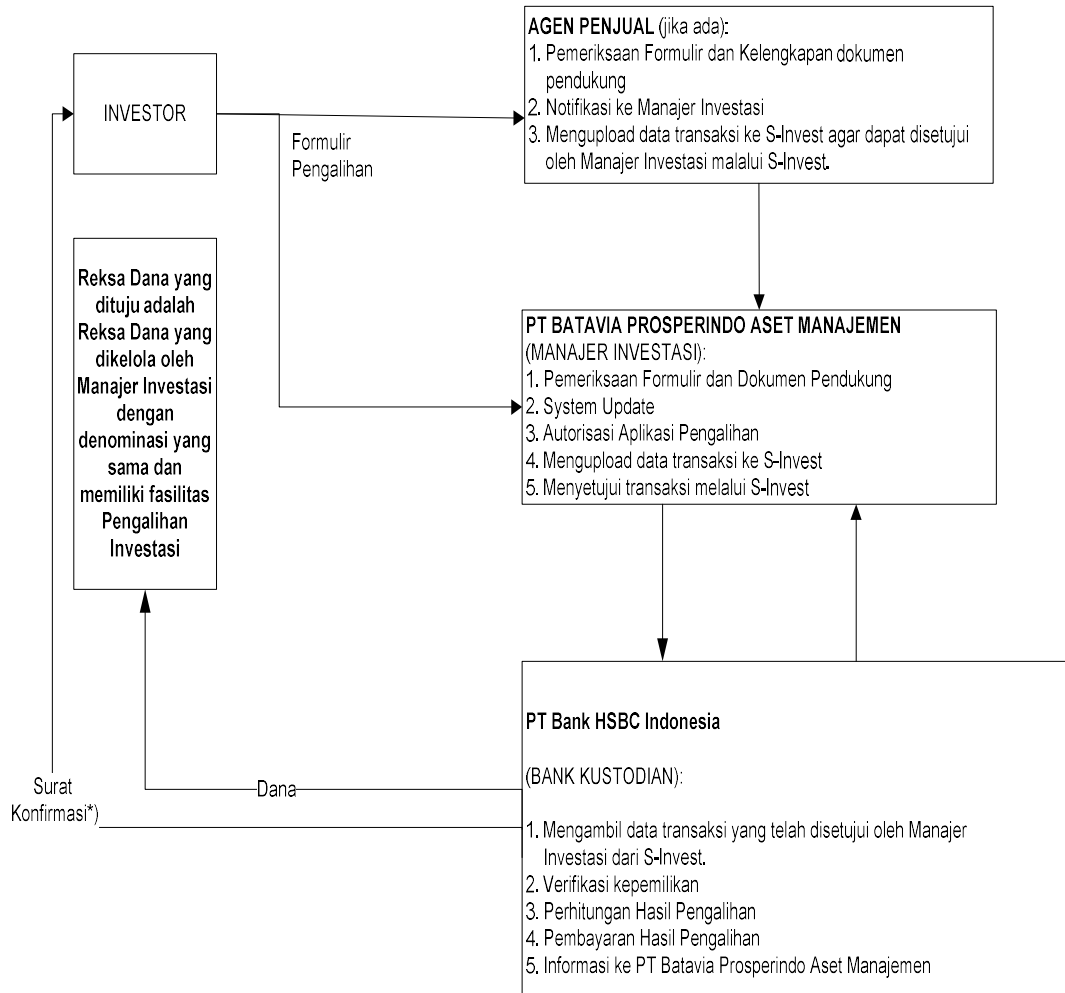 AGEN PENJUAL (jika ada):
1. Pemeriksaan Formulir dan Kelengkapan dokumen
pendukung
2. Notifikasi ke Manajer Investasi
3. Mengupload data transaksi ke S-Invest agar dapat disetujui
oleh Manajer Investasi malalui S-Invest.
INVESTOR
Formulir
Pengalihan
Reksa Dana yang
dituju adalah
Reksa Dana yang
dikelola oleh
Manajer Investasi
dengan
denominasi yang
sama dan
memiliki fasilitas
Pengalihan
Investasi
PT BATAVIA PROSPERINDO ASET MANAJEMEN
(MANAJER INVESTASI):
1. Pemeriksaan Formulir dan Dokumen Pendukung
2. System Update
3. Autorisasi Aplikasi Pengalihan
4. Mengupload data transaksi ke S-Invest
5. Menyetujui transaksi melalui S-Invest
Surat
Konfirmasi*)
Dana
PT Bank HSBC Indonesia
(BANK KUSTODIAN):
1. Mengambil data transaksi yang telah disetujui oleh Manajer
Investasi dari S-Invest.
2. Verifikasi kepemilikan
3. Perhitungan Hasil Pengalihan
4. Pembayaran Hasil Pengalihan
5. Informasi ke PT Batavia Prosperindo Aset Manajemen